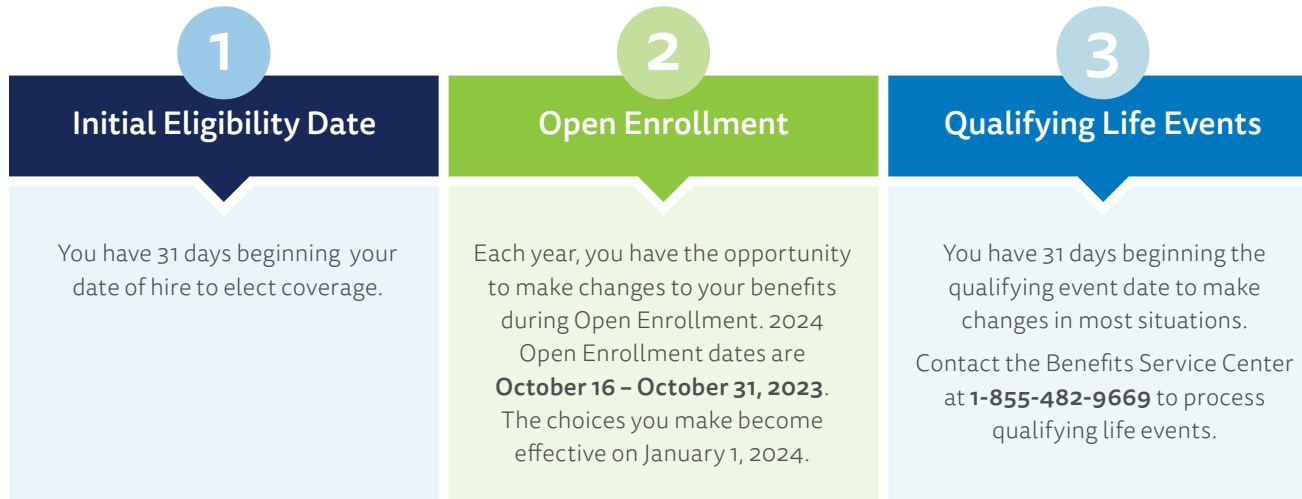 1
Initial Eligibility Date
You have 31 days beginning your
date of hire to elect coverage.
2
Open Enrollment
Each year, you have the opportunity
to make changes to your benefits
during Open Enrollment. 2024
Open Enrollment dates are
October 16 – October 31, 2023.
The choices you make become
effective on January 1, 2024.
3
Qualifying Life Events
You have 31 days beginning the
qualifying event date to make
changes in most situations.
Contact the Benefits Service Center
at 1-855-482-9669 to process
qualifying life events.